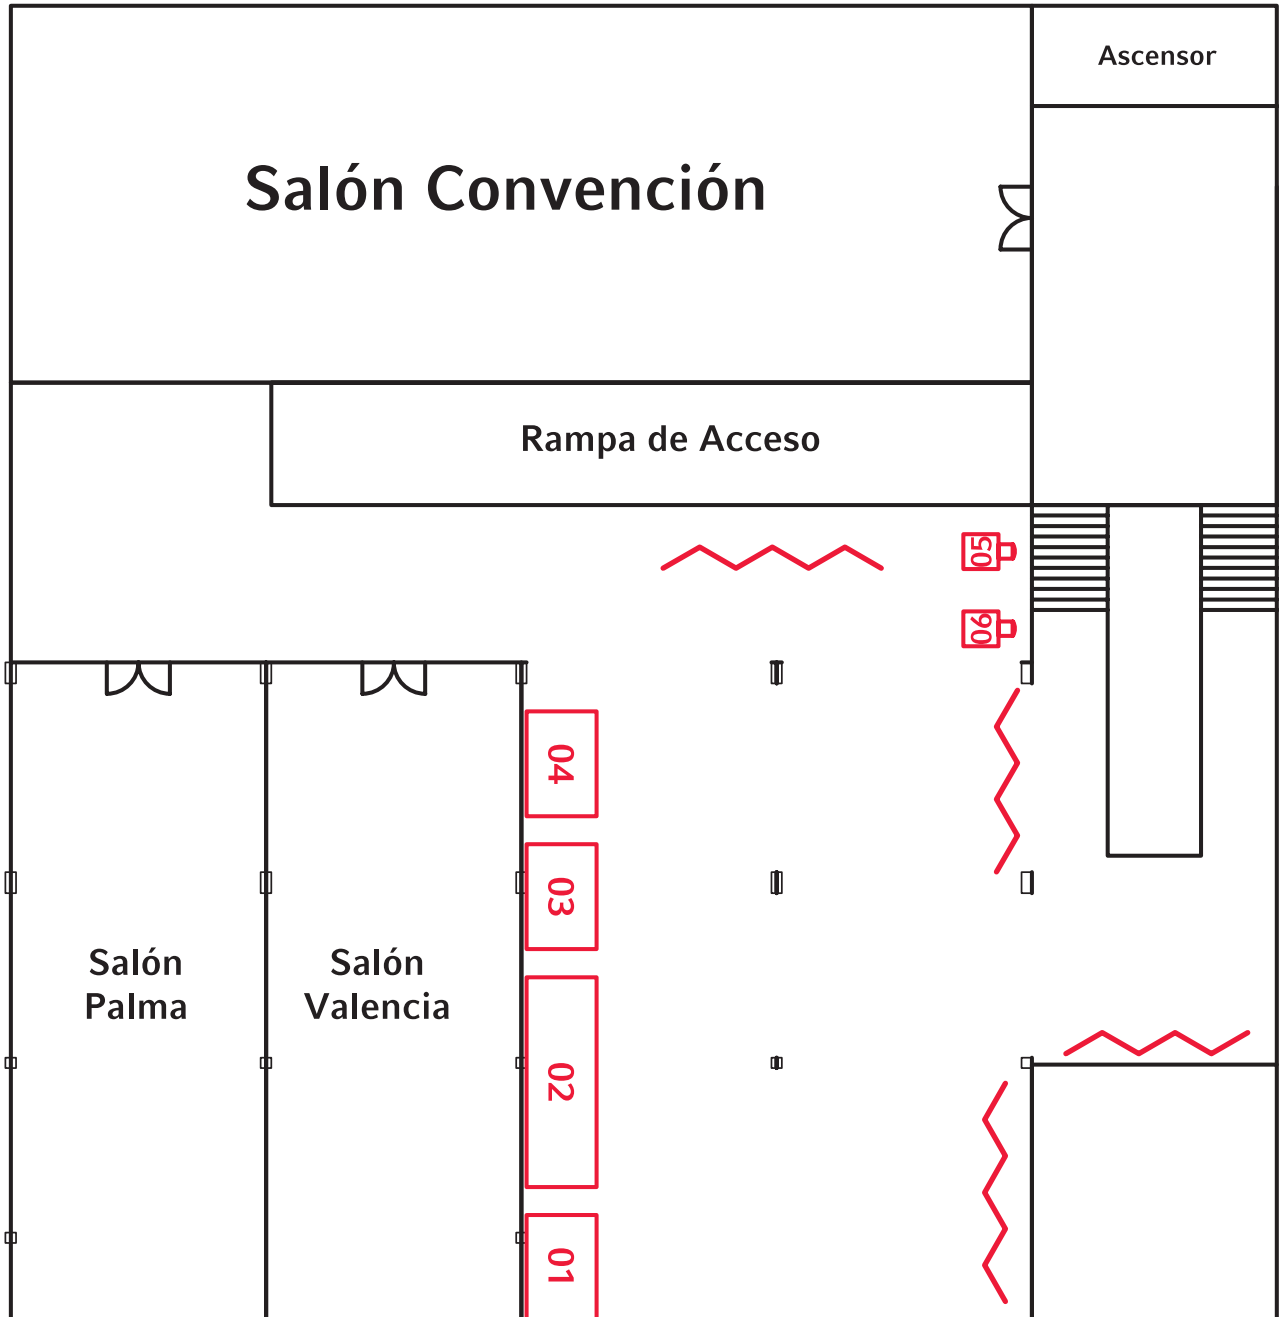 Ascensor
Salón Convención
Rampa de Acceso
05
06
04
03
Salón
Palma
Salón
Valencia
02
01